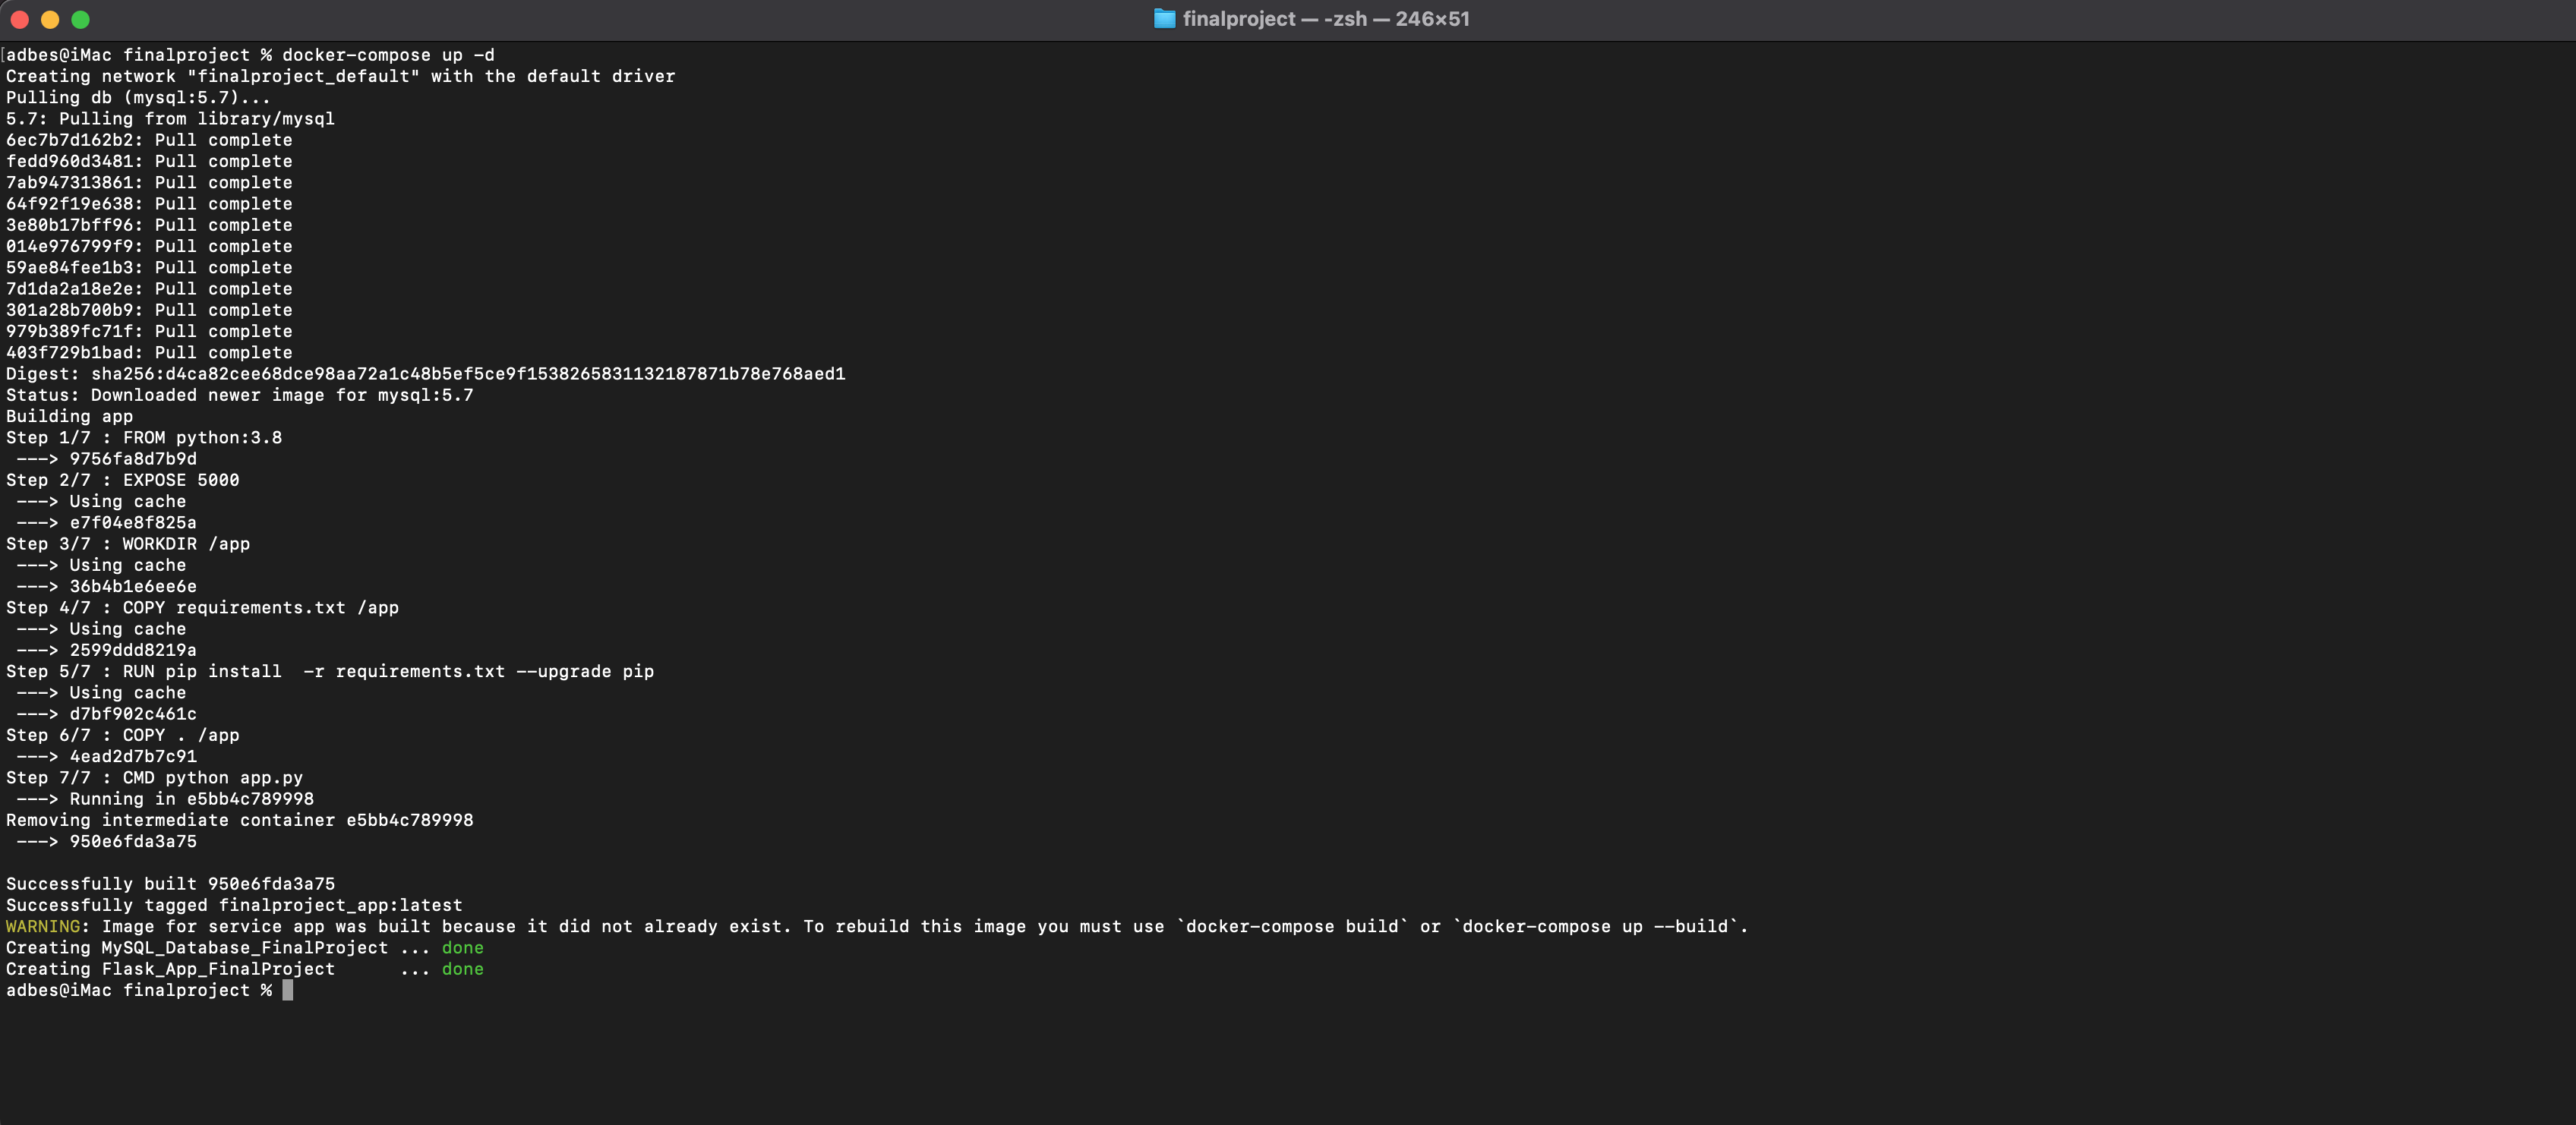 finalproject — -zsh — 246×51
[adbes@iMac finalproject % docker-compose up -d
Creating network "finalproject_default" with the default driver
Pulling db (mysql:5.7)...
5.7: Pulling from library/mysql
6ec7b7d162b2: Pull complete
fedd960d3481: Pull complete
7ab947313861: Pull complete
64f92f19e638: Pull complete
3e80b17bff96: Pull complete
014e976799f9: Pull complete
59ae84fee1b3: Pull complete
7d1da2a18e2e: Pull complete
301a28b700b9: Pull complete
979b389fc71f: Pull complete
403f729b1bad: Pull complete
Digest: sha256:d4ca82cee68dce98aa72a1c48b5ef5ce9f1538265831132187871b78e768aed1
Status: Downloaded newer image for mysql:5.7
Building app
Step 1/7 : FROM python:3.8
 ---> 9756fa8d7b9d
Step 2/7 : EXPOSE 5000
 ---> Using cache
 ---> e7f04e8f825a
Step 3/7 : WORKDIR /app
 ---> Using cache
 ---> 36b4b1e6ee6e
Step 4/7 : COPY requirements.txt /app
 ---> Using cache
 ---> 2599ddd8219a
Step 5/7 : RUN pip install  -r requirements.txt --upgrade pip
 ---> Using cache
 ---> d7bf902c461c
Step 6/7 : COPY . /app
 ---> 4ead2d7b7c91
Step 7/7 : CMD python app.py
 ---> Running in e5bb4c789998
Removing intermediate container e5bb4c789998
 ---> 950e6fda3a75
Successfully built 950e6fda3a75
Successfully tagged finalproject_app:latest
WARNING: Image for service app was built because it did not already exist. To rebuild this image you must use `docker-compose build` or `docker-compose up --build`.
Creating MySQL_Database_FinalProject ... done
Creating Flask_App_FinalProject      ... done
adbes@iMac finalproject %